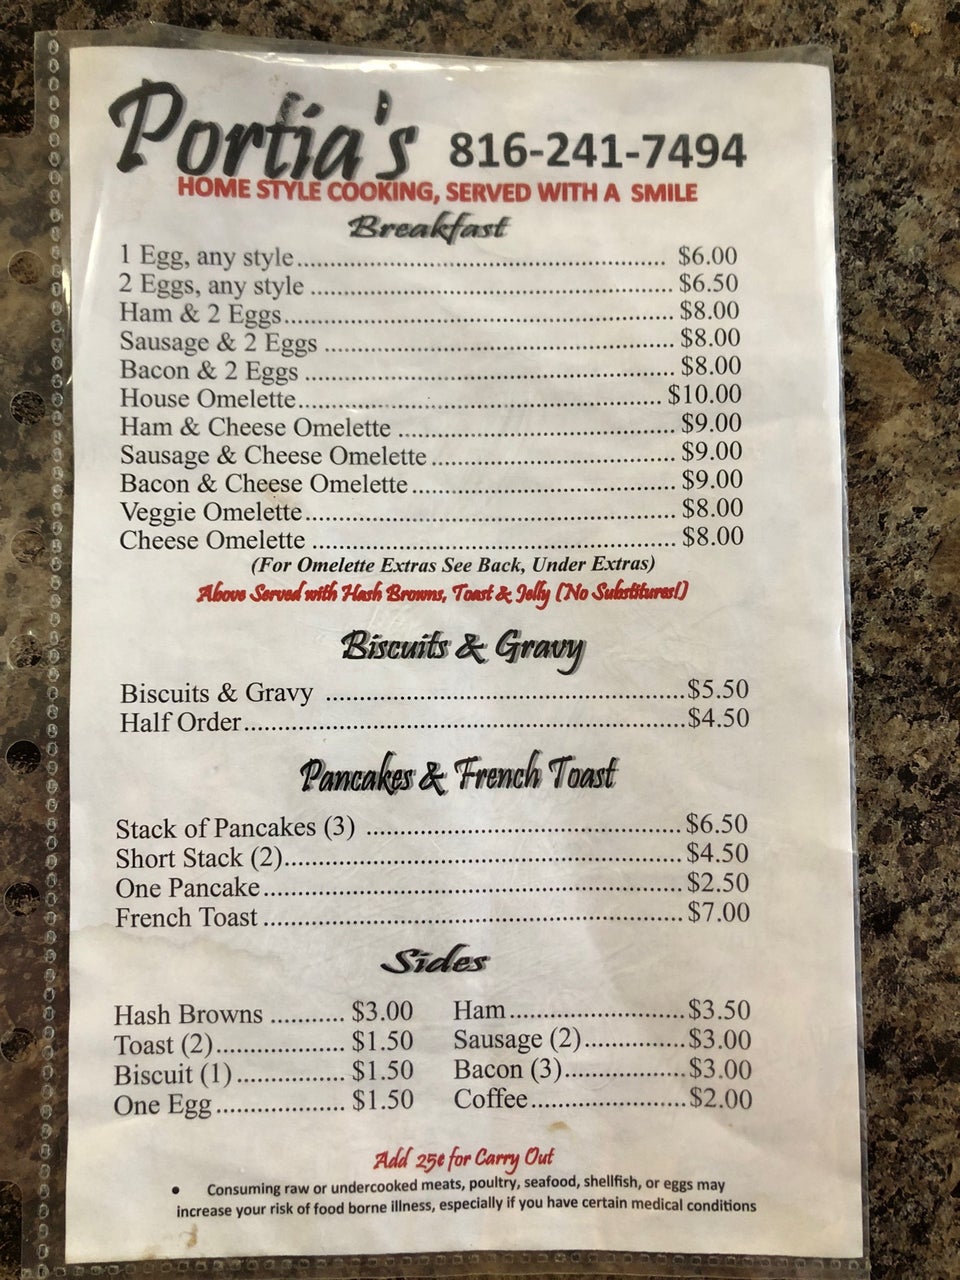 Portia's 816-241-7494
HOME STYLE COOKING, SERVED WITH A SMILE
Breakfast
1 Egg, any style........................................................ $6.00
2 Eggs, any style ....................................................... $6.50
Ham & 2 Eggs........................................................... $8.00
Sausage & 2 Eggs ..................................................... $8.00
Bacon & 2 Eggs ........................................................ $8.00
House Omelette........................................................ $10.00
Ham & Cheese Omelette .......................................... $9.00
Sausage & Cheese Omelette..................................... $9.00
Bacon & Cheese Omelette........................................ $9.00
Veggie Omelette........................................................ $8.00
Cheese Omelette ....................................................... $8.00
(For Omelette Extras See Back, Under Extras)
Above Served with Hash Browns, Toast & Jelly (No Substitures!)
Biscuits & Gravy
Biscuits & Gravy ......................................................$5.50
Half Order...................................................................$4.50
Pancakes & French Toast
Stack of Pancakes (3) ................................................ $6.50
Short Stack (2)............................................................ $4.50
One Pancake............................................................... $2.50
French Toast ............................................................... $7.00
Sides
Hash Browns ........... $3.00 Ham...........................$3.50
Toast (2)................... $1.50 Sausage (2)...............$3.00
Biscuit (1)................ $1.50 Bacon (3)..................$3.00
One Egg................... $1.50 Coffee.......................$2.00
Add 25¢ for Carry Out
• Consuming raw or undercooked meats, poultry, seafood, shellfish, or eggs may
increase your risk of food borne illness, especially if you have certain medical conditions